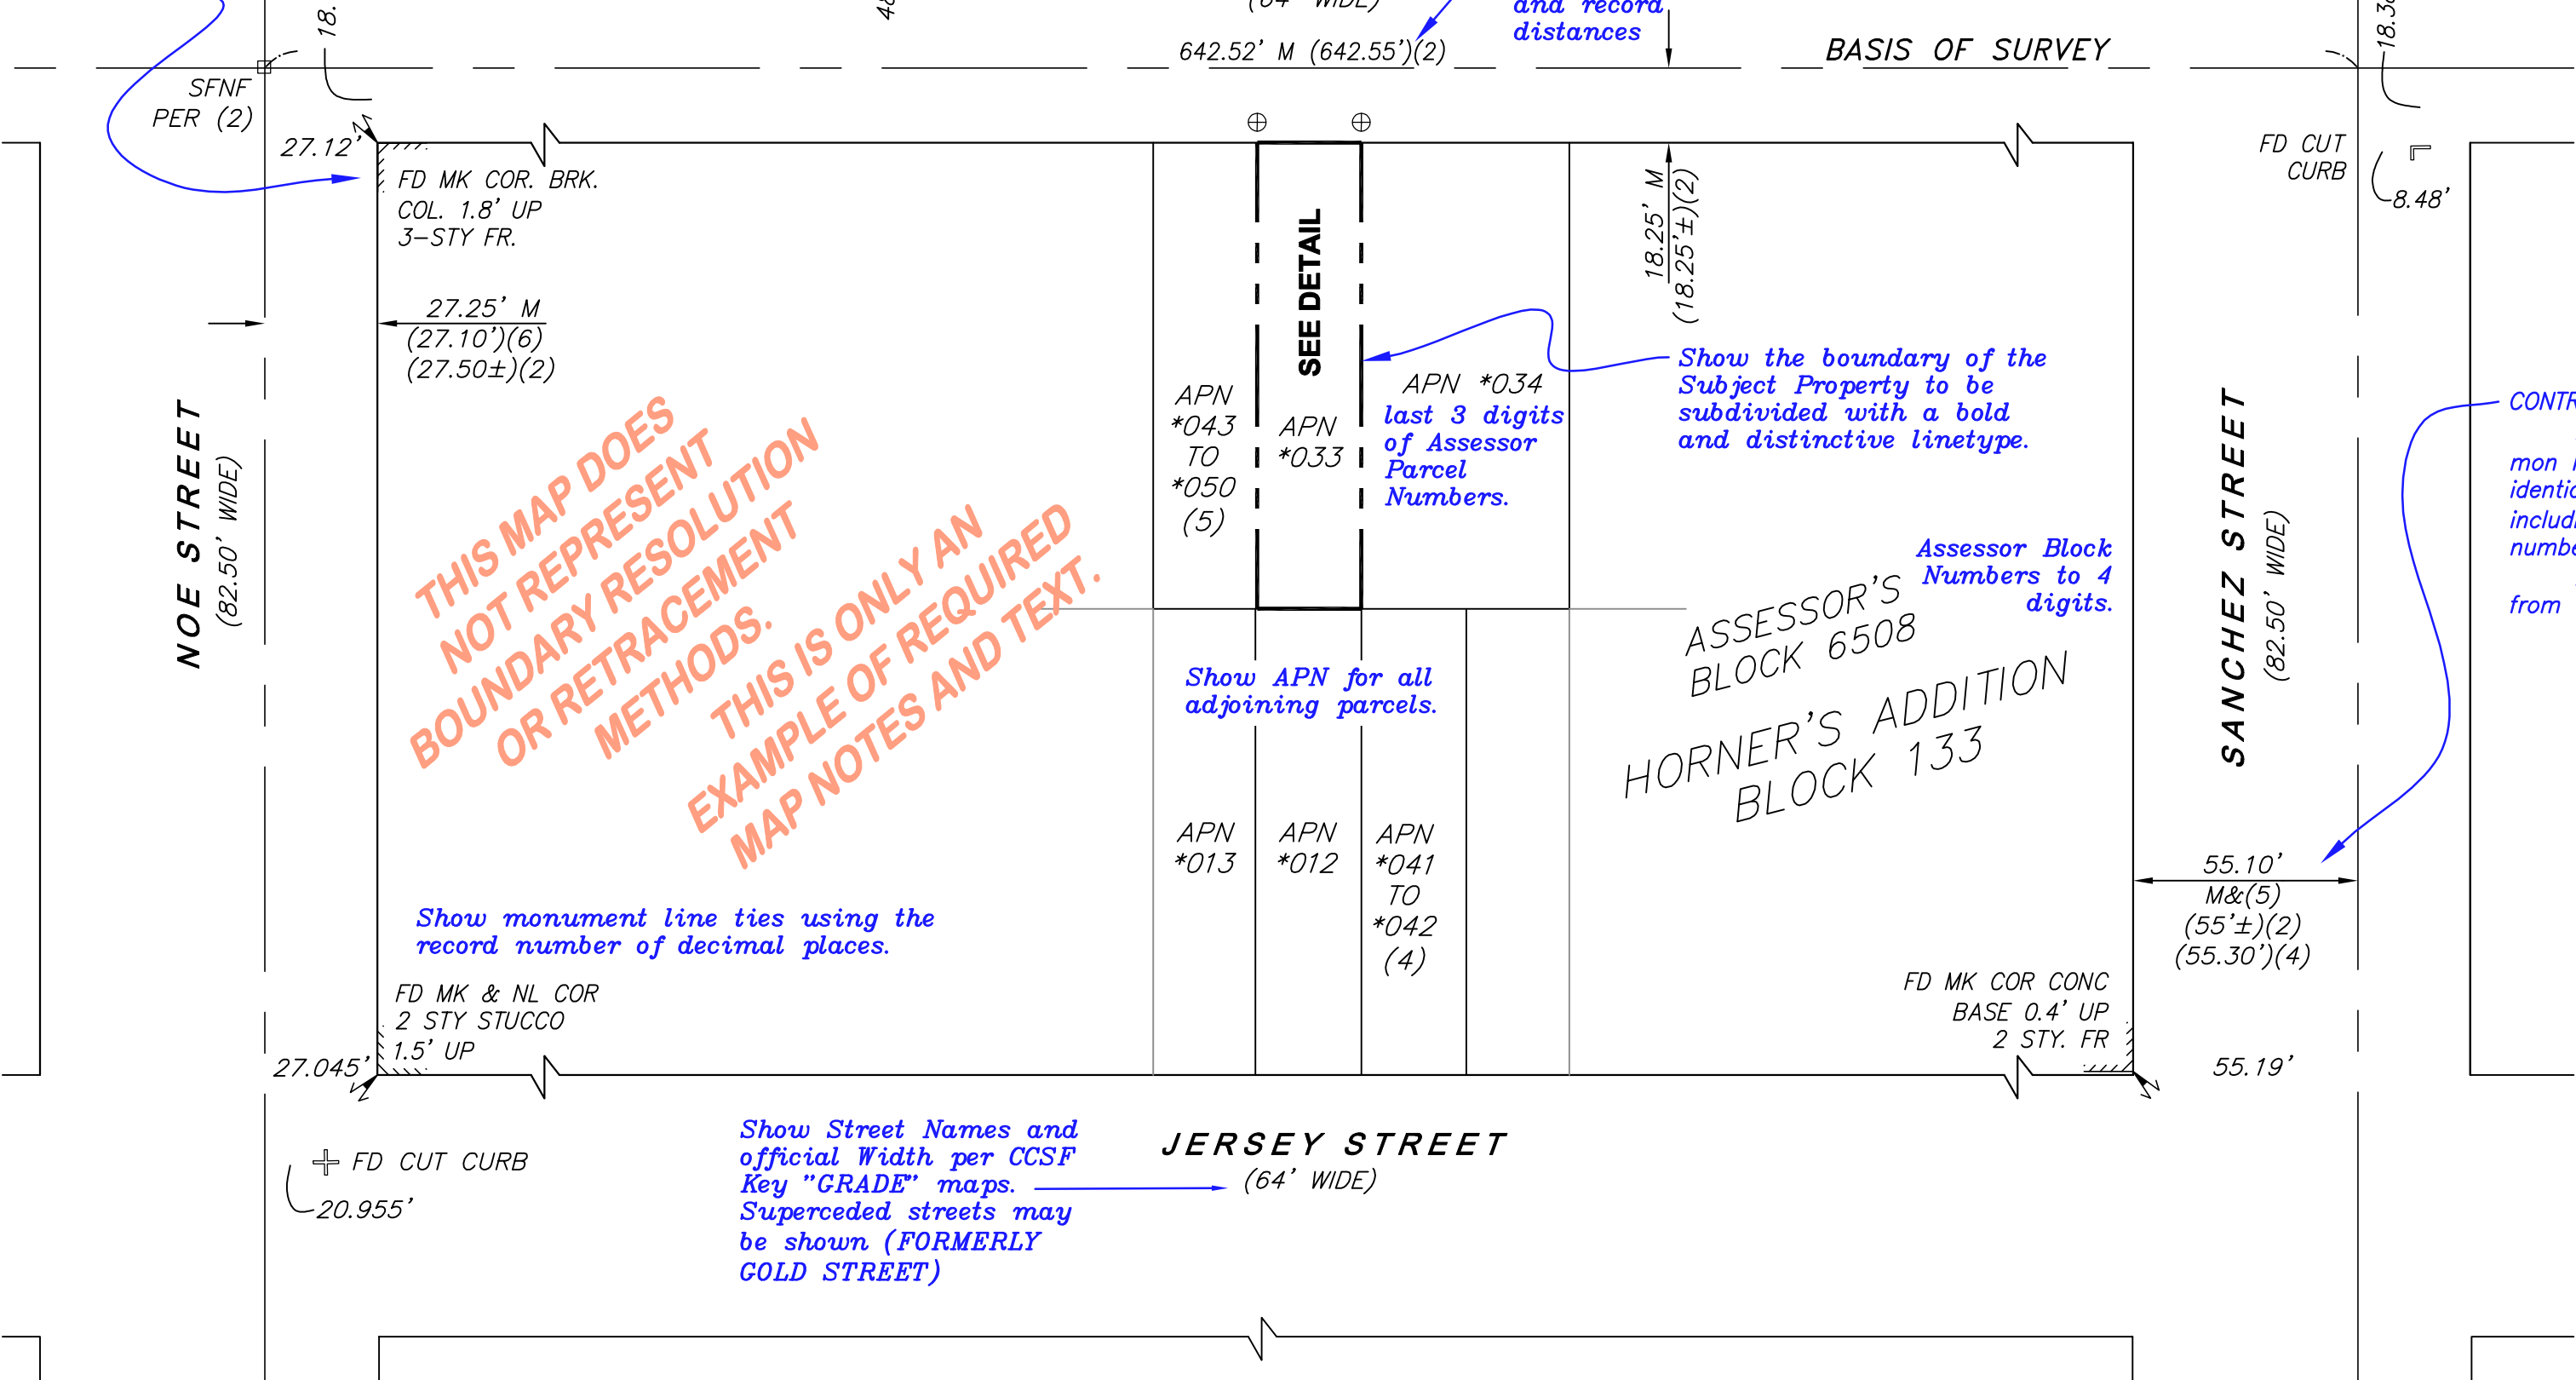 (64' WIDE)
and record
distances
642.52' M (642.55')(2)
BASIS OF SURVEY
18.
48
18.36
SFNF
PER (2)
27.12'
FD MK COR. BRK.
COL. 1.8' UP
3-STY FR.
FD CUT
CURB
8.48'
27.25' M
(27.10')(6)
(27.50±)(2)
SEE DETAIL
18.25' M
(18.25'±)(2)
Show the boundary of the
Subject Property to be
subdivided with a bold
and distinctive linetype.
APN
*043
TO
*050
(5)
APN
*033
APN *034
last 3 digits
of Assessor
Parcel
Numbers.
NOE STREET
(82.50' WIDE)
THIS MAP DOES
NOT REPRESENT
BOUNDARY RESOLUTION
OR RETRACEMENT
METHODS.
THIS IS ONLY AN
EXAMPLE OF REQUIRED
MAP NOTES AND TEXT.
SANCHEZ STREET
(82.50' WIDE)
CONTR
mon
identic
includ
numbe
from
Assessor Block
Numbers to 4
digits.
ASSESSOR'S
BLOCK 6508
HORNER'S ADDITION
BLOCK 133
Show APN for all
adjoining parcels.
APN
*013
APN
*012
APN
*041
TO
*042
(4)
55.10'
M&(5)
(55'±)(2)
(55.30')(4)
Show monument line ties using the
record number of decimal places.
FD MK & NL COR
2 STY STUCCO
1.5' UP
27.045'
FD MK COR CONC
BASE 0.4' UP
2 STY. FR
55.19'
FD CUT CURB
20.955'
Show Street Names and
official Width per CCSF
Key "GRADE" maps.
Superceded streets may
be shown (FORMERLY
GOLD STREET)
JERSEY STREET
(64' WIDE)